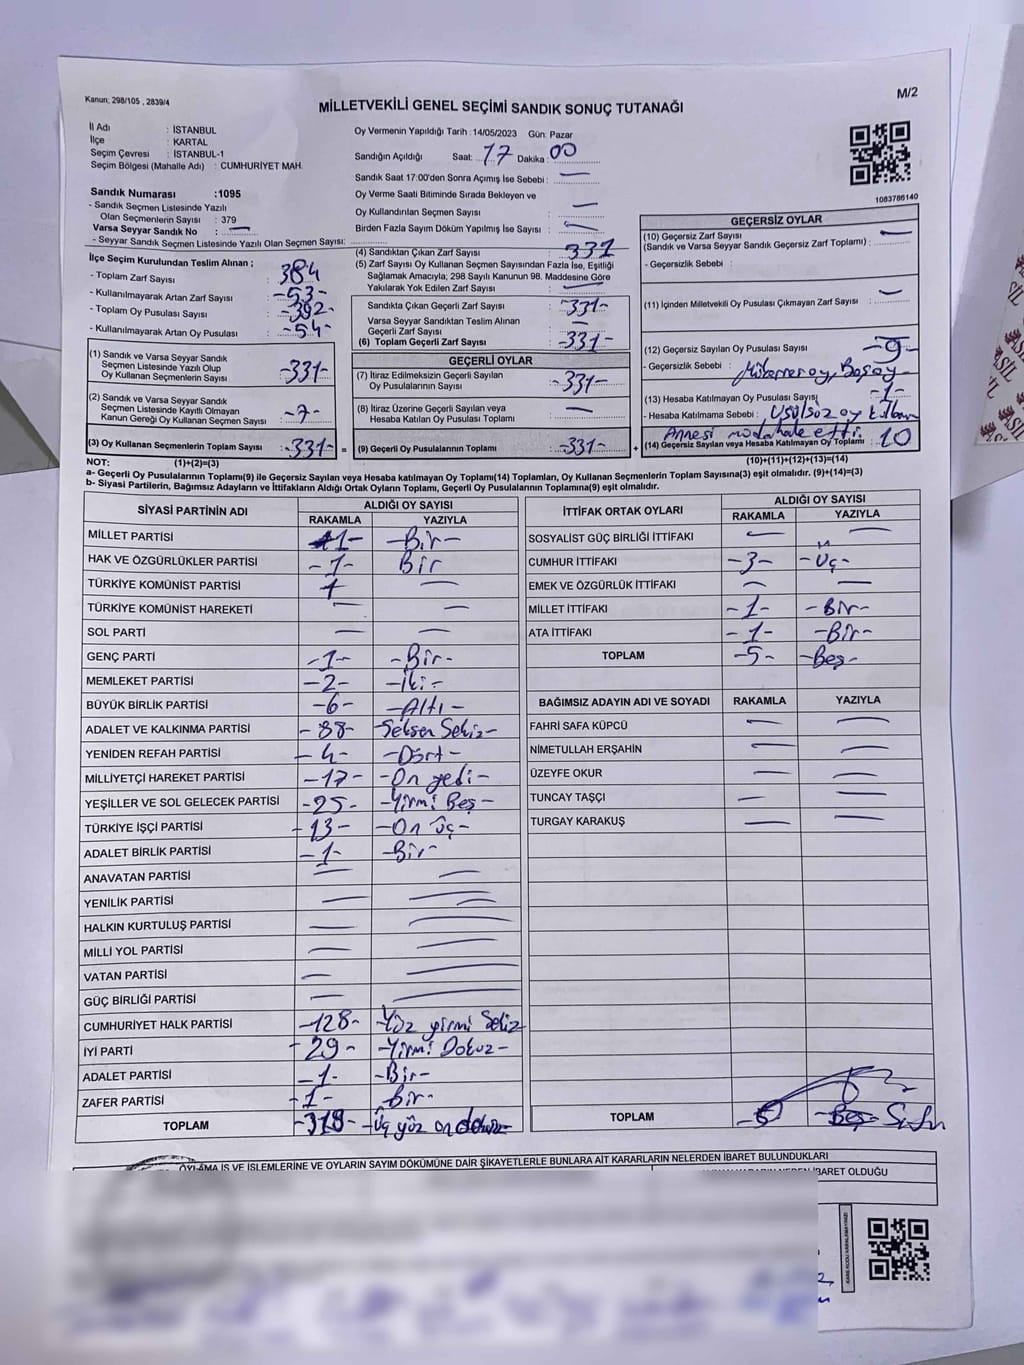 Kanun; 298/105 , 2839/4
M/2
MİLLETVEKİLİ GENEL SEÇİMİ SANDIK SONUÇ TUTANAĞI
İl Adı : İSTANBUL
İlçe : KARTAL
Seçim Çevresi : İSTANBUL-1
Seçim Bölgesi (Mahalle Adı) : CUMHURİYET MAH.
Sandık Numarası :1095
- Sandık Seçmen Listesinde Yazılı
Olan Seçmenlerin Sayısı : 379
Varsa Seyyar Sandık No : —
- Seyyar Sandık Seçmen Listesinde Yazılı Olan Seçmen Sayısı:
İlçe Seçim Kurulundan Teslim Alınan ;
- Toplam Zarf Sayısı : 384
- Kullanılmayarak Artan Zarf Sayısı : -53-
- Toplam Oy Pusulası Sayısı : -392-
- Kullanılmayarak Artan Oy Pusulası : -54-
(1) Sandık ve Varsa Seyyar Sandık
Seçmen Listesinde Yazılı Olup
Oy Kullanan Seçmenlerin Sayısı : -331-
(2) Sandık ve Varsa Seyyar Sandık
Seçmen Listesinde Kayıtlı Olmayan
Kanun Gereği Oy Kullanan Seçmen Sayısı : -7-
(3) Oy Kullanan Seçmenlerin Toplam Sayısı : -331- =
Oy Vermenin Yapıldığı Tarih : 14/05/2023 Gün: Pazar
Sandığın Açıldığı Saat: 17 Dakika : 00
Sandık Saat 17:00'den Sonra Açımış İse Sebebi : —
Oy Verme Saati Bitiminde Sırada Bekleyen ve
Oy Kullandırılan Seçmen Sayısı : —
Birden Fazla Sayım Döküm Yapılmış İse Sayısı : —
(4) Sandıktan Çıkan Zarf Sayısı : 331
(5) Zarf Sayısı Oy Kullanan Seçmen Sayısından Fazla İse, Eşitliği
Sağlamak Amacıyla; 298 Sayılı Kanunun 98. Maddesine Göre
Yakılarak Yok Edilen Zarf Sayısı : —
Sandıkta Çıkan Geçerli Zarf Sayısı : -331-
Varsa Seyyar Sandıktan Teslim Alınan
Geçerli Zarf Sayısı : —
(6) Toplam Geçerli Zarf Sayısı : -331-
GEÇERLİ OYLAR
(7) İtiraz Edilmeksizin Geçerli Sayılan
Oy Pusulalarının Sayısı : -331-
(8) İtiraz Üzerine Geçerli Sayılan veya
Hesaba Katılan Oy Pusulaları Toplamı : —
(9) Geçerli Oy Pusulalarının Toplamı : -331- +
1083786140
GEÇERSİZ OYLAR
(10) Geçersiz Zarf Sayısı
(Sandık ve Varsa Seyyar Sandık Geçersiz Zarf Toplamı) : —
- Geçersizlik Sebebi :
(11) İçinden Milletvekili Oy Pusulası Çıkmayan Zarf Sayısı : —
(12) Geçersiz Sayılan Oy Pusulası Sayısı : -9-
- Geçersizlik Sebebi : Mükerrer oy, Boş oy
(13) Hesaba Katılmayan Oy Pusulası Sayısı : -1-
- Hesaba Katılmama Sebebi : Usülsüz oy
Annesi müdahale etti.
(14) Geçersiz Sayılan veya Hesaba Katılmayan Oy Toplamı : 10
NOT: (1)+(2)=(3)
(10)+(11)+(12)+(13)=(14)
a- Geçerli Oy Pusulalarının Toplamı(9) ile Geçersiz Sayılan veya Hesaba katılmayan Oy Toplamı(14) Toplamları, Oy Kullanan Seçmenlerin Toplam Sayısına(3) eşit olmalıdır. (9)+(14)=(3)
b- Siyasi Partilerin, Bağımsız Adayların ve İttifakların Aldığı Oy Sayısı Toplamı, Geçerli Oy Pusulalarının Toplamına(9) eşit olmalıdır.
SİYASİ PARTİNİN ADI ALDIĞI OY SAYISI
RAKAMLA YAZIYLA
MİLLET PARTİSİ 1- -Bir-
HAK VE ÖZGÜRLÜKLER PARTİSİ -1- Bir
TÜRKİYE KOMÜNİST PARTİSİ —
TÜRKİYE KOMÜNİST HAREKETİ — —
SOL PARTİ — —
GENÇ PARTİ -1- -Bir-
MEMLEKET PARTİSİ -2- -İki-
BÜYÜK BİRLİK PARTİSİ -6- -Altı-
ADALET VE KALKINMA PARTİSİ -88- -Seksen Sekiz-
YENİDEN REFAH PARTİSİ -4- -Dört-
MİLLİYETÇİ HAREKET PARTİSİ -17- -On yedi-
YEŞİLLER VE SOL GELECEK PARTİSİ -25- -Yirmi Beş-
TÜRKİYE İŞÇİ PARTİSİ -13- -On üç-
ADALET BİRLİK PARTİSİ -1- -Bir-
ANAVATAN PARTİSİ — —
YENİLİK PARTİSİ — —
HALKIN KURTULUŞ PARTİSİ — —
MİLLİ YOL PARTİSİ — —
VATAN PARTİSİ — —
GÜÇ BİRLİĞİ PARTİSİ — —
CUMHURİYET HALK PARTİSİ -128- -Yüz yirmi Sekiz
İYİ PARTİ -29- -Yirmi Dokuz-
ADALET PARTİSİ -1- -Bir-
ZAFER PARTİSİ -1- Bir-
TOPLAM -318- -Üç yüz on
İTTİFAK ORTAK OYLARI ALDIĞI OY SAYISI
RAKAMLA YAZIYLA
SOSYALİST GÜÇ BİRLİĞİ İTTİFAKI — —
CUMHUR İTTİFAKI -3- -Üç-
EMEK VE ÖZGÜRLÜK İTTİFAKI — —
MİLLET İTTİFAKI -1- -Bir-
ATA İTTİFAKI -1- -Bir-
TOPLAM -5- -Beş-
BAĞIMSIZ ADAYIN ADI VE SOYADI RAKAMLA YAZIYLA
FAHRİ SAFA KÜPCÜ — —
NİMETULLAH ERŞAHİN — —
ÜZEYFE OKUR — —
TUNCAY TAŞÇI — —
TURGAY KARAKUŞ — —
TOPLAM
OYLAMA İŞ VE İŞLEMLERİNE VE OYLARIN SAYIM DÖKÜMÜNE DAİR ŞİKAYETLERLE BUNLARA AİT KARARLARIN NELERDEN İBARET BULUNDUKLARI
İBARET OLDUĞU